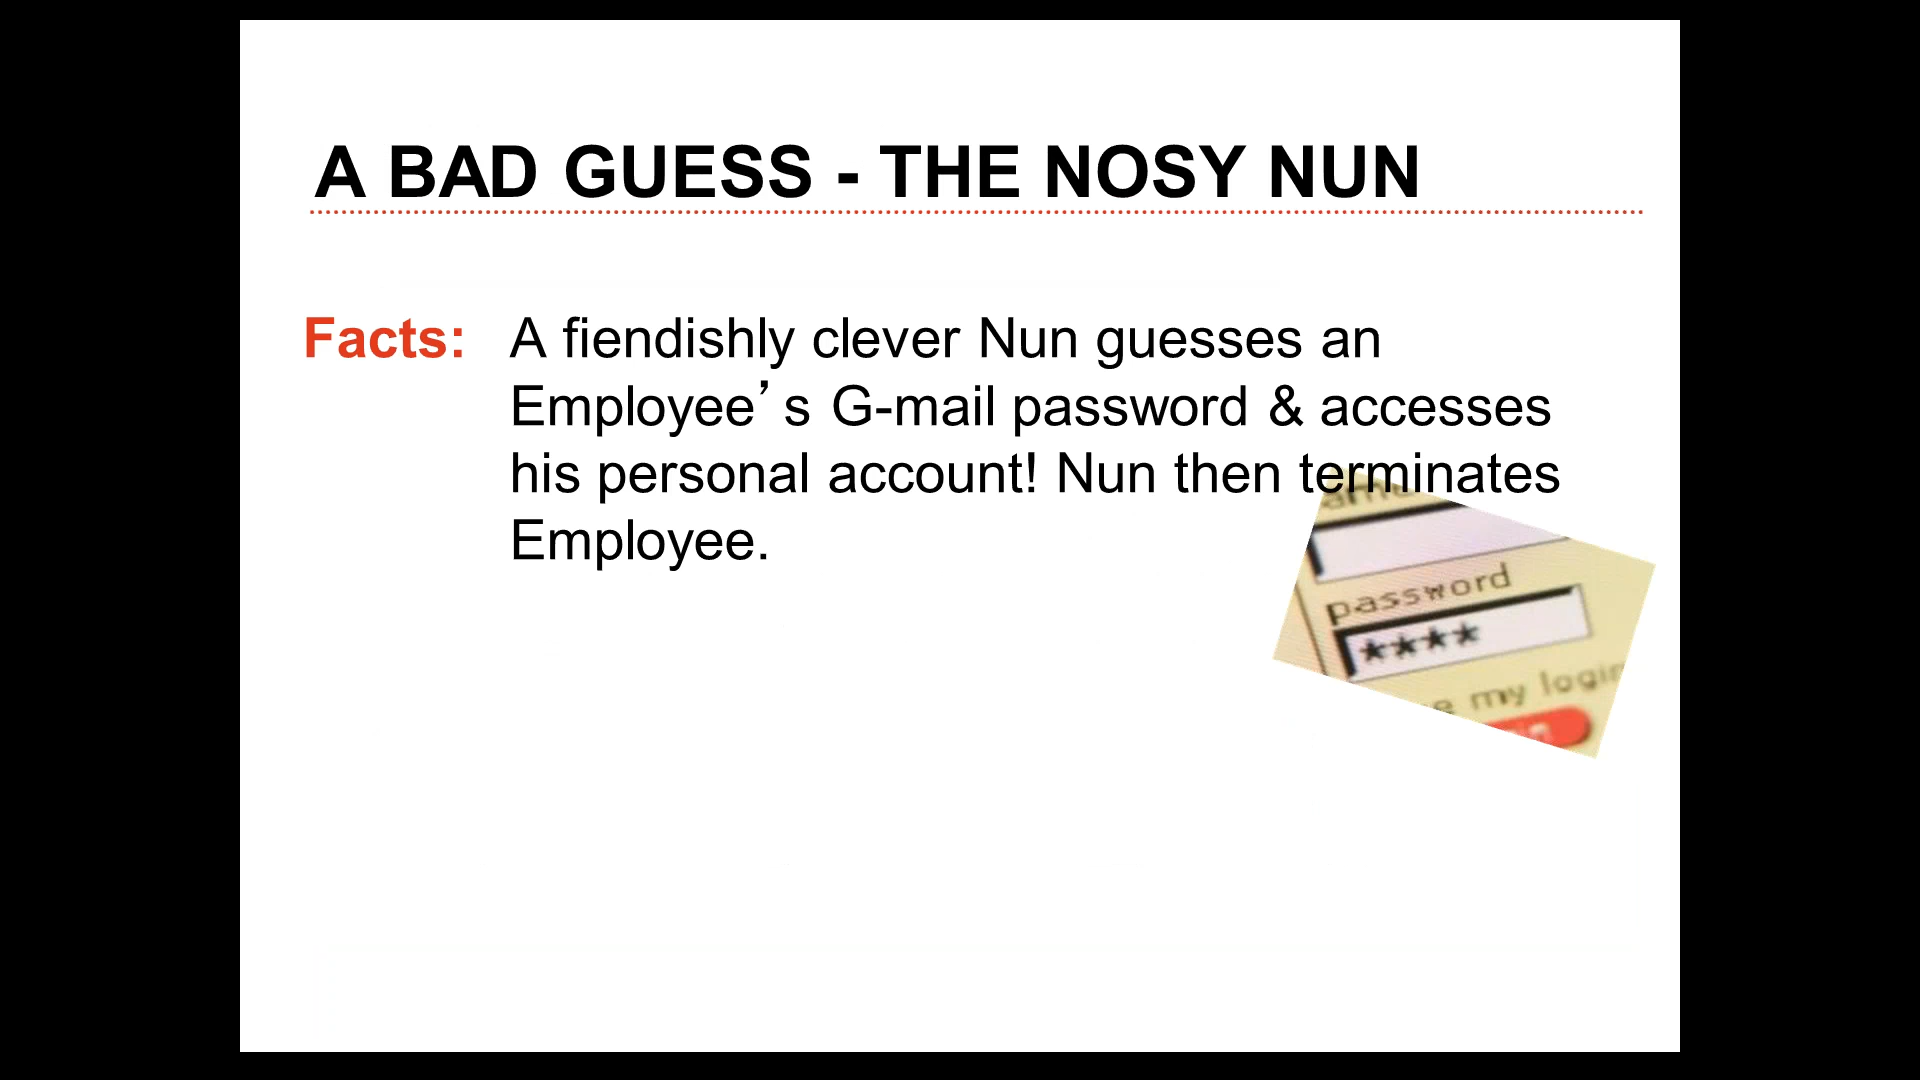 A BAD GUESS - THE NOSY NUN
Facts: A fiendishly clever Nun guesses an
Employee’s G-mail password & accesses
his personal account! Nun then terminates
Employee.
password
****
my login